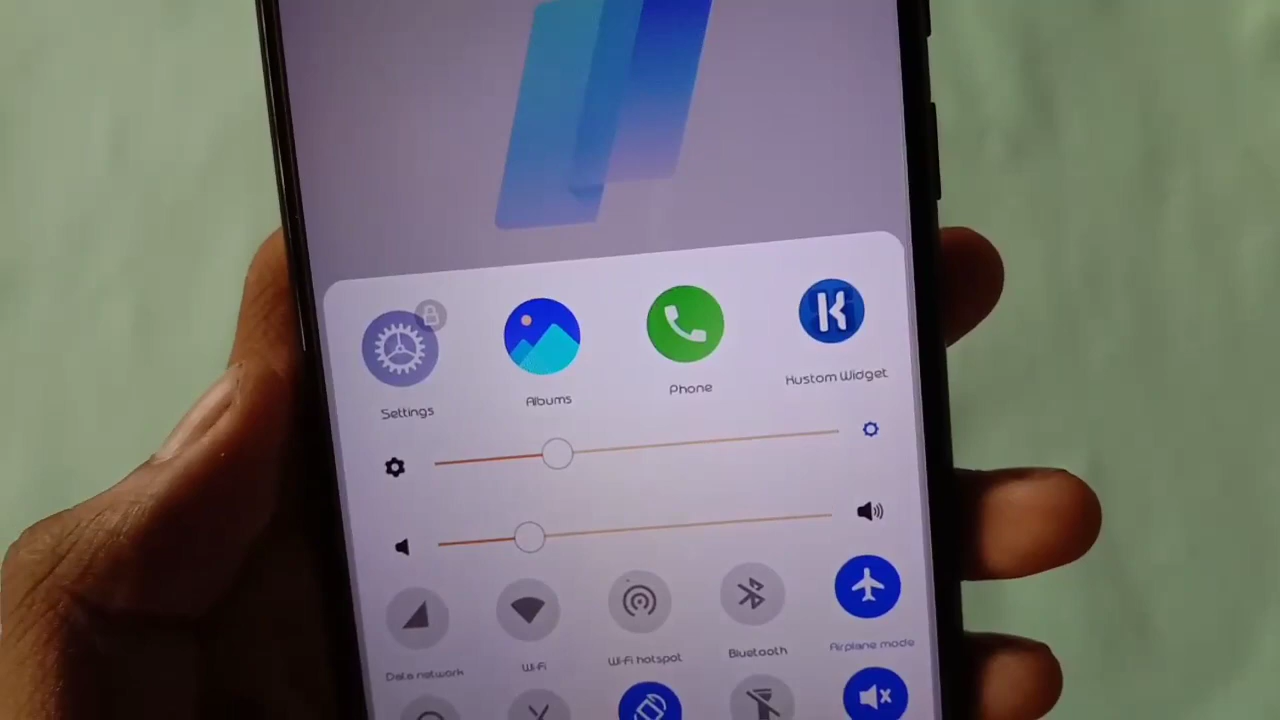 Settings
Albums
Phone
Kustom Widget
Data network
Wi-Fi
Wi-Fi hotspot
Bluetooth
Airplane mode